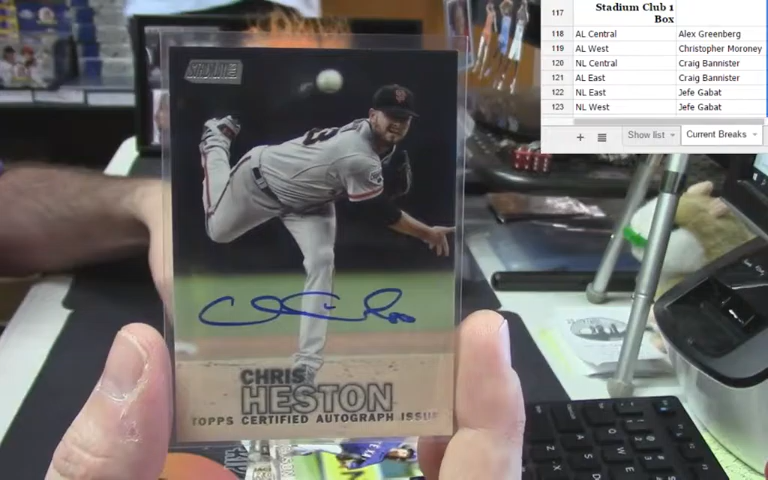 117 Stadium Club 1 Box
118 AL Central Alex Greenberg
119 AL West Christopher Moroney
120 NL Central Craig Bannister
121 AL East Craig Bannister
122 NL East Jefe Gabat
123 NL West Jefe Gabat
+ Show list Current Breaks
STADIUM
CHRIS
HESTON
TOPPS CERTIFIED AUTOGRAPH ISSUE